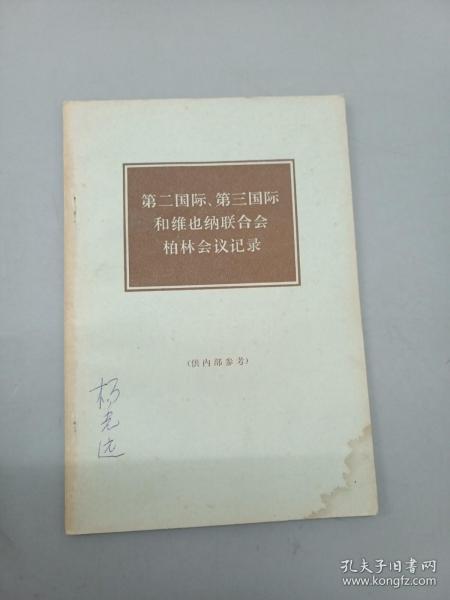 第二国际、第三国际
和维也纳联合会
柏林会议记录
(供内部参考)
杨光远
孔夫子旧书网
www.kongfz.com